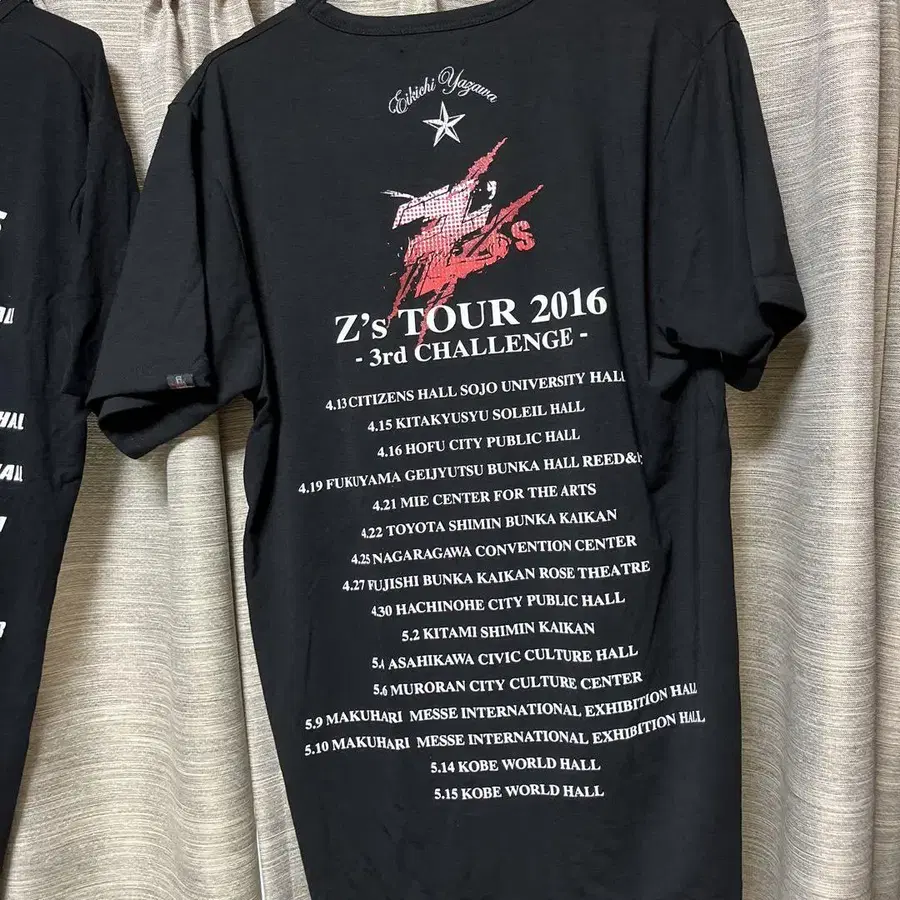 Eikichi Yazawa
Z's
Z's TOUR 2016
- 3rd CHALLENGE -
4.13 CITIZENS HALL SOJO UNIVERSITY HALL
4.15 KITAKYUSYU SOLEIL HALL
4.16 HOFU CITY PUBLIC HALL
4.19 FUKUYAMA GEIJYUTSU BUNKA HALL REED&
4.21 MIE CENTER FOR THE ARTS
4.22 TOYOTA SHIMIN BUNKA KAIKAN
4.25 NAGARAGAWA CONVENTION CENTER
4.27 FUJISHI BUNKA KAIKAN ROSE THEATRE
4.30 HACHINOHE CITY PUBLIC HALL
5.2 KITAMI SHIMIN KAIKAN
5.4 ASAHIKAWA CIVIC CULTURE HALL
5.6 MURORAN CITY CULTURE CENTER
5.9 MAKUHARI MESSE INTERNATIONAL EXHIBITION HALL
5.10 MAKUHARI MESSE INTERNATIONAL EXHIBITION HALL
5.14 KOBE WORLD HALL
5.15 KOBE WORLD HALL